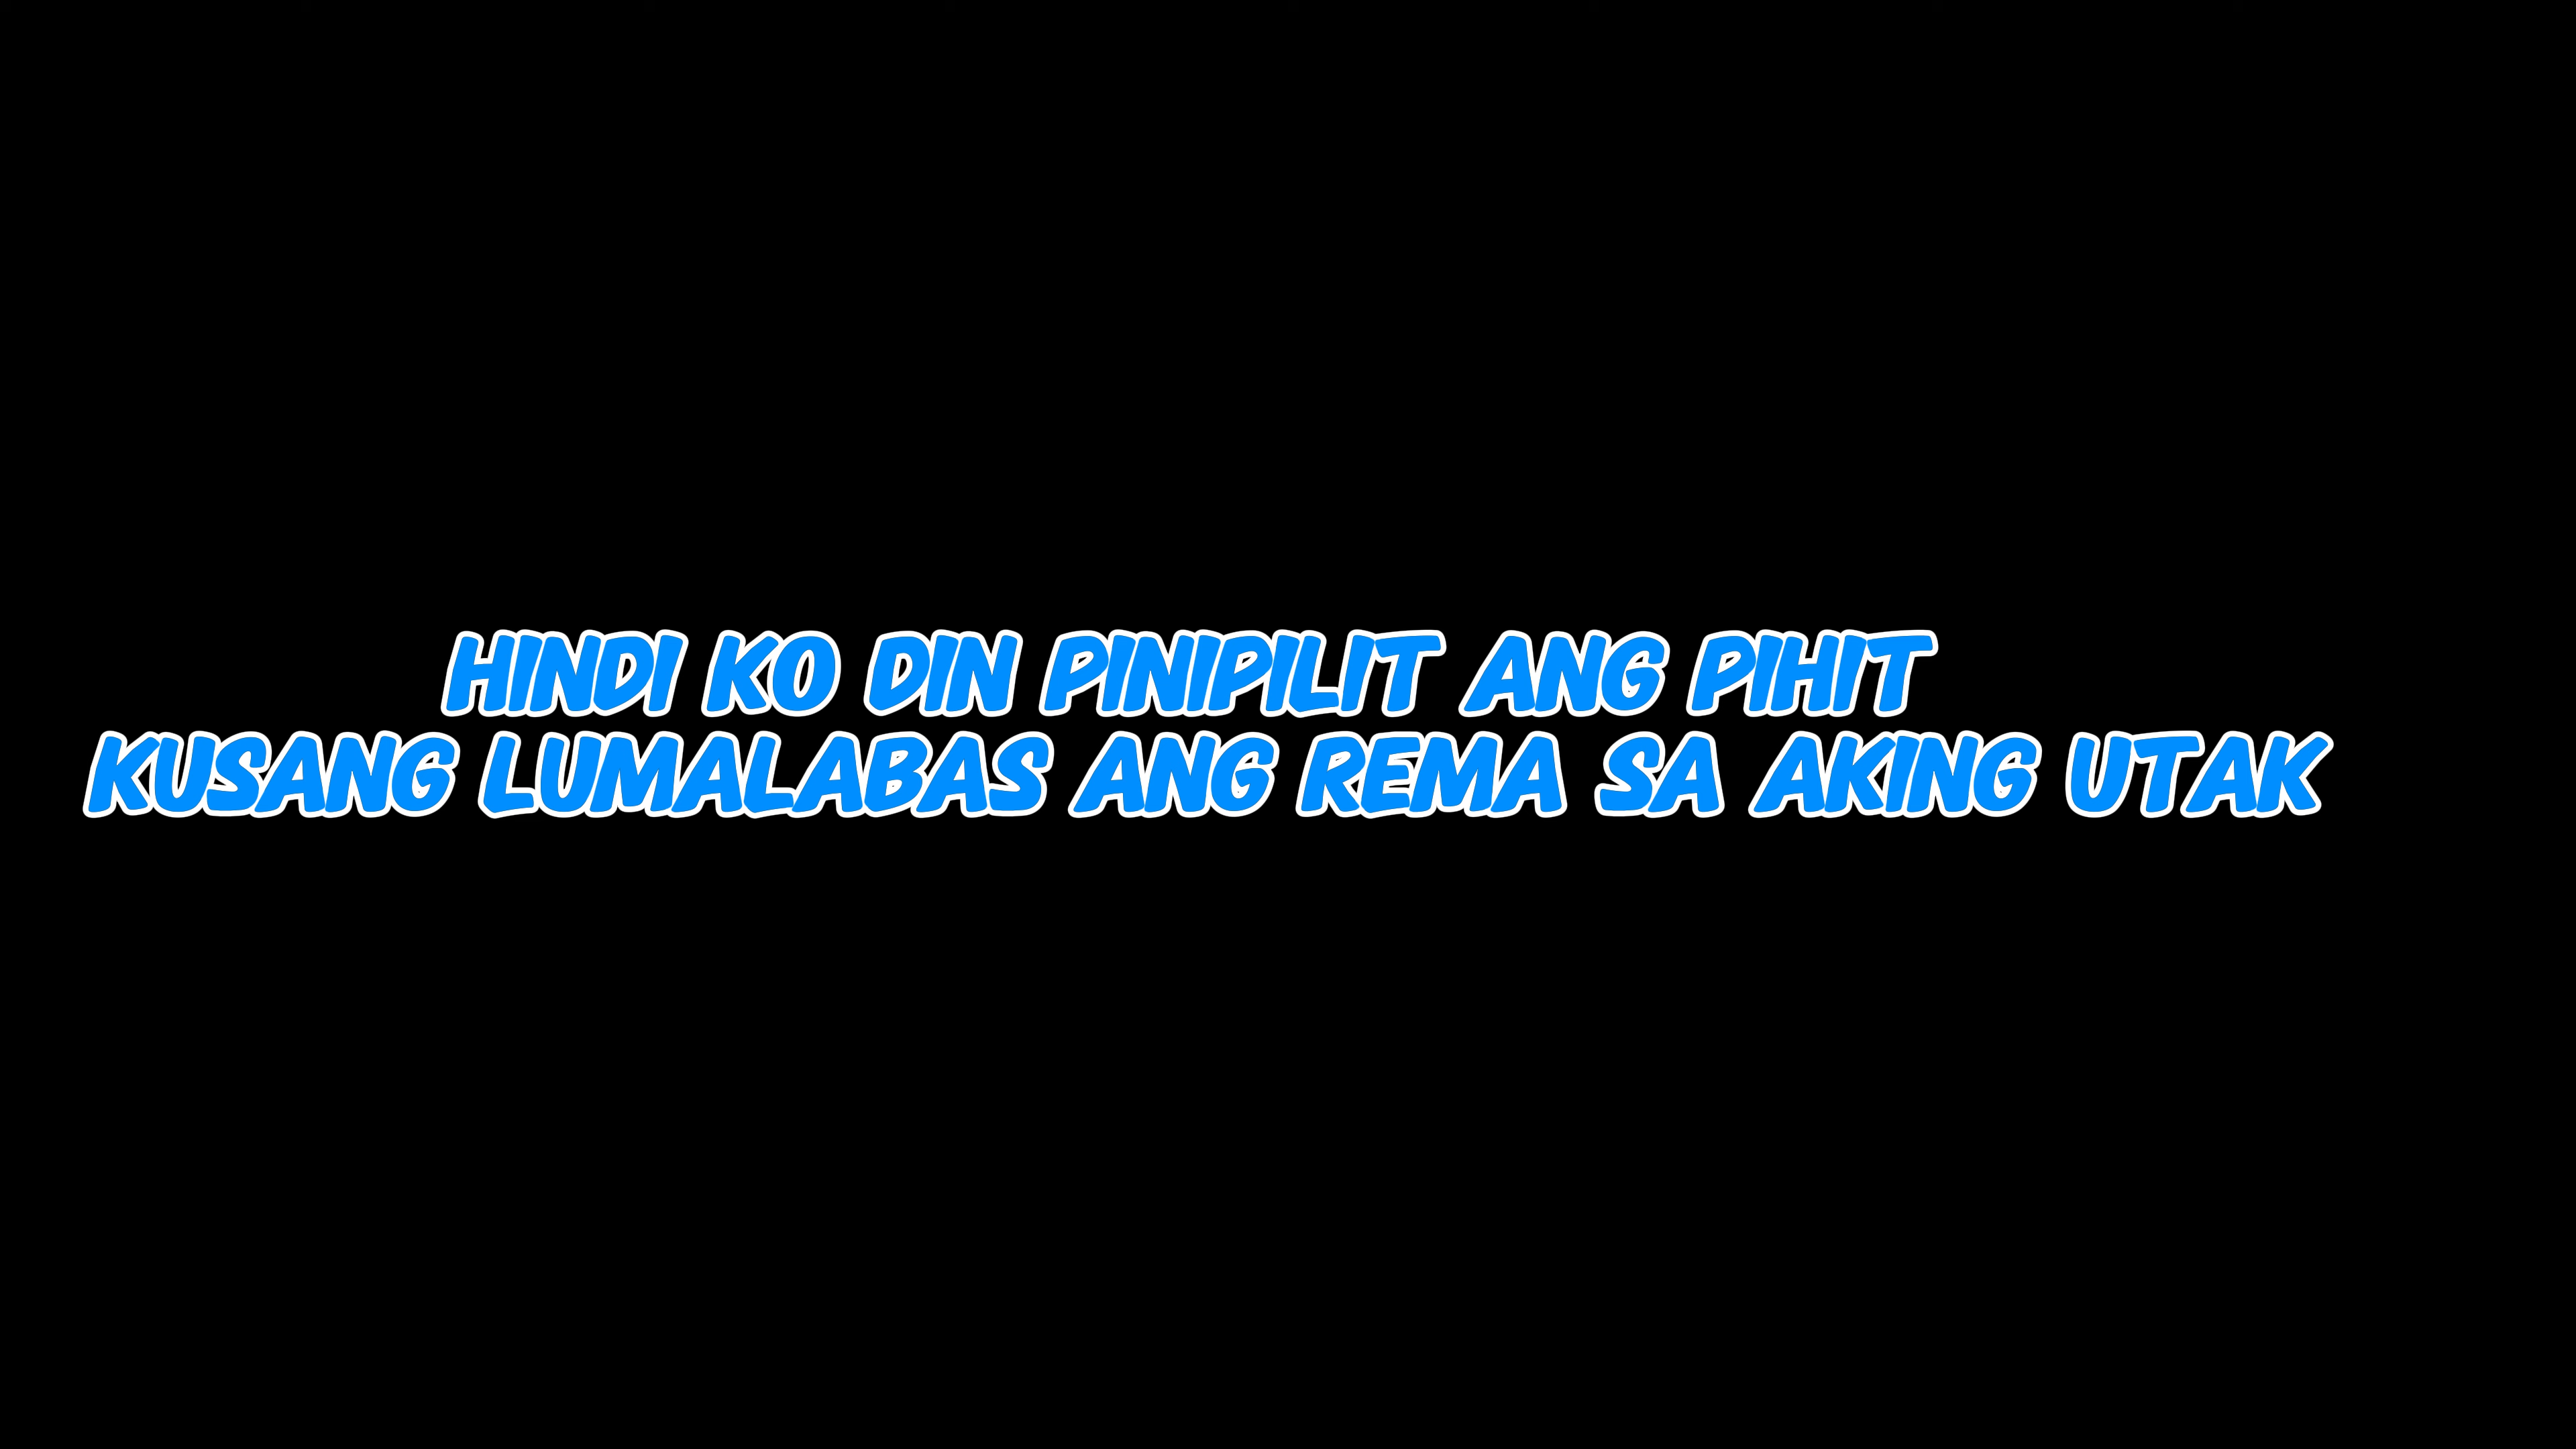 HINDI KO DIN PINIPILIT ANG PIHIT
KUSANG LUMALABAS ANG REMA SA AKING UTAK